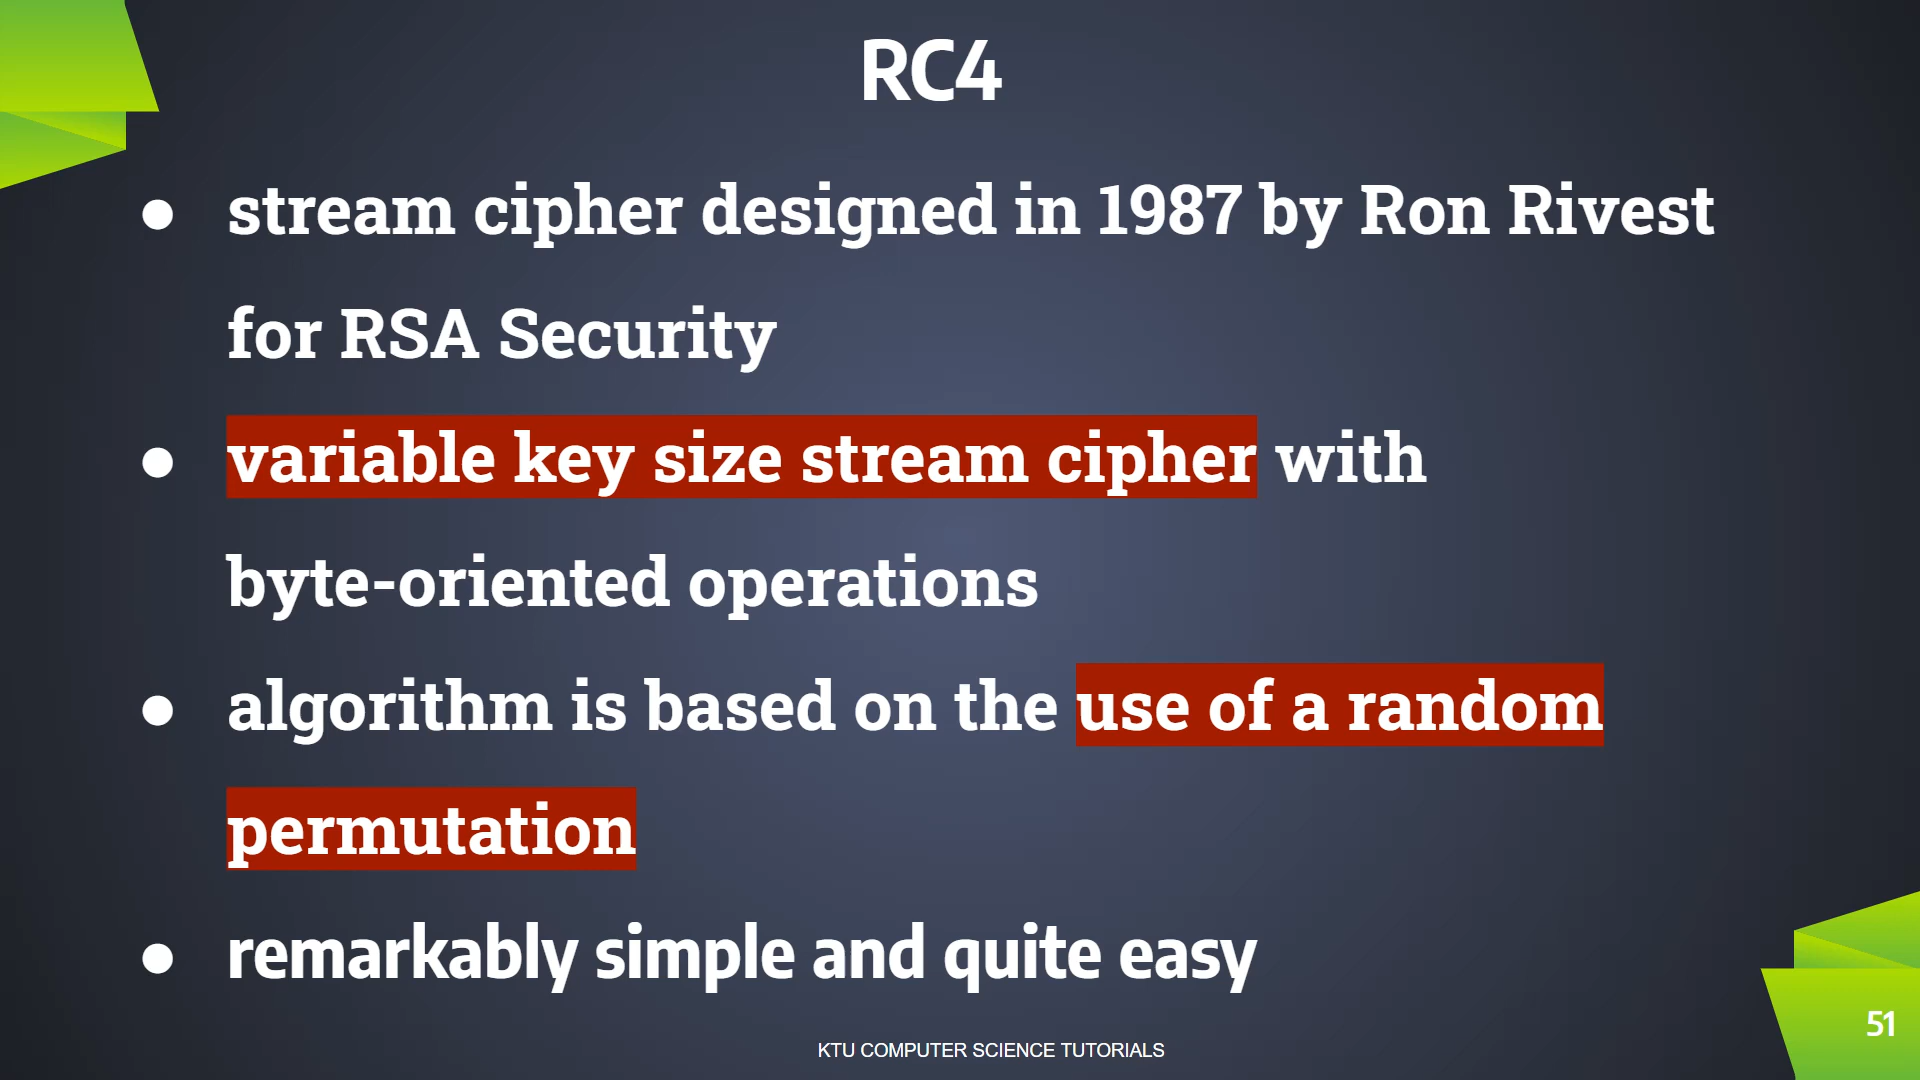 RC4
● stream cipher designed in 1987 by Ron Rivest
for RSA Security
● variable key size stream cipher with
byte-oriented operations
● algorithm is based on the use of a random
permutation
● remarkably simple and quite easy
KTU COMPUTER SCIENCE TUTORIALS
51